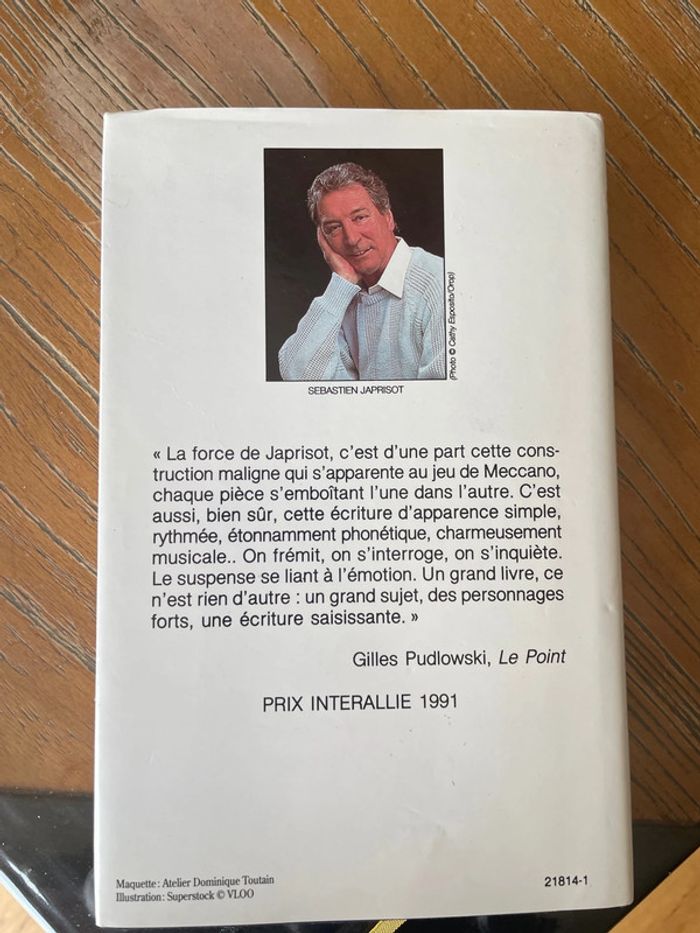 (Photo © Cathy Esposito/Orop)
SEBASTIEN JAPRISOT
« La force de Japrisot, c'est d'une part cette cons-
truction maligne qui s'apparente au jeu de Meccano,
chaque pièce s'emboîtant l'une dans l'autre. C'est
aussi, bien sûr, cette écriture d'apparence simple,
rythmée, étonnamment phonétique, charmeusement
musicale.. On frémit, on s'interroge, on s'inquiète.
Le suspense se liant à l'émotion. Un grand livre, ce
n'est rien d'autre : un grand sujet, des personnages
forts, une écriture saisissante. »
Gilles Pudlowski, Le Point
PRIX INTERALLIE 1991
Maquette : Atelier Dominique Toutain
Illustration : Superstock © VLOO
21814-1